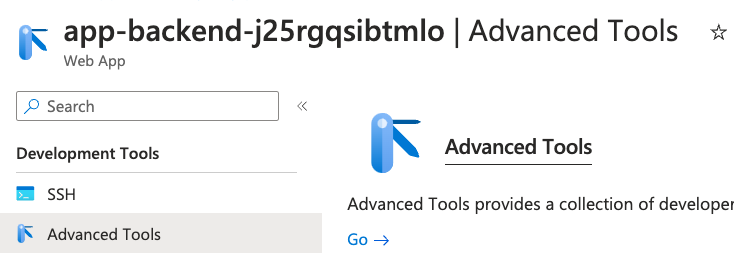 app-backend-j25rgqsibtmlo | Advanced Tools
Web App
Search
Development Tools
SSH
Advanced Tools
Advanced Tools
Advanced Tools provides a collection of developer
Go →